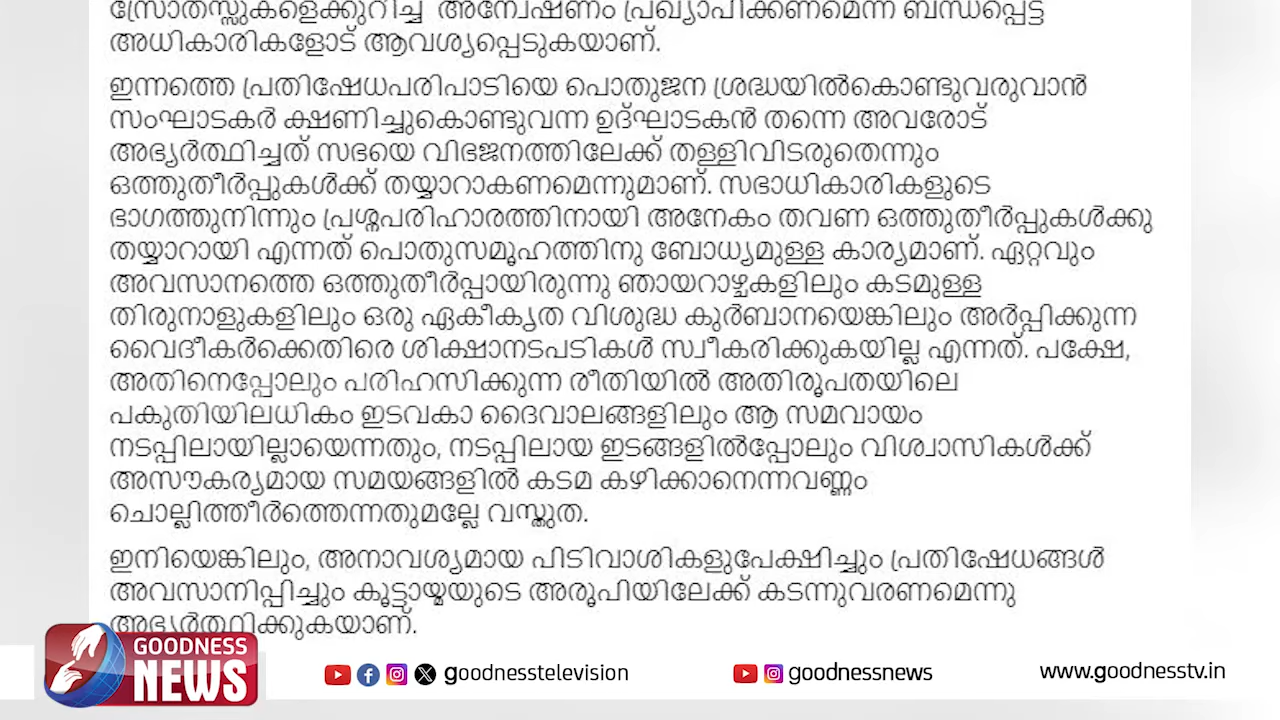 സ്രോതസ്സുകളെക്കുറിച്ച് അന്വേഷണം പ്രഖ്യാപിക്കണമെന്ന് ബന്ധപ്പെട്ട
അധികാരികളോട് ആവശ്യപ്പെടുകയാണ്.
ഇന്നത്തെ പ്രതിഷേധപരിപാടിയെ പൊതുജന ശ്രദ്ധയിൽകൊണ്ടുവരുവാൻ
സംഘാടകർ ക്ഷണിച്ചുകൊണ്ടുവന്ന ഉദ്ഘാടകൻ തന്നെ അവരോട്
അഭ്യർത്ഥിച്ചത് സഭയെ വിഭജനത്തിലേക്ക് തള്ളിവിടരുതെന്നും
ഒത്തുതീർപ്പുകൾക്ക് തയ്യാറാകണമെന്നുമാണ്. സഭാധികാരികളുടെ
ഭാഗത്തുനിന്നും പ്രശ്നപരിഹാരത്തിനായി അനേകം തവണ ഒത്തുതീർപ്പുകൾക്കു
തയ്യാറായി എന്നത് പൊതുസമൂഹത്തിനു ബോധ്യമുള്ള കാര്യമാണ്. ഏറ്റവും
അവസാനത്തെ ഒത്തുതീർപ്പായിരുന്നു ഞായറാഴ്ചകളിലും കടമുള്ള
തിരുനാളുകളിലും ഒരു ഏകീകൃത വിശുദ്ധ കുർബാനയെങ്കിലും അർപ്പിക്കുന്ന
വൈദീകർക്കെതിരെ ശിക്ഷാനടപടികൾ സ്വീകരിക്കുകയില്ല എന്നത്. പക്ഷേ,
അതിനെപ്പോലും പരിഹസിക്കുന്ന രീതിയിൽ അതിരൂപതയിലെ
പകുതിയിലധികം ഇടവകാ ദൈവാലങ്ങളിലും ആ സമവായം
നടപ്പിലായില്ലായെന്നതും, നടപ്പിലായ ഇടങ്ങളിൽപ്പോലും വിശ്വാസികൾക്ക്
അസൗകര്യമായ സമയങ്ങളിൽ കടമ കഴിക്കാനെന്നവണ്ണം
ചൊല്ലിത്തീർത്തെന്നതുമല്ലേ വസ്തുത.
ഇനിയെങ്കിലും, അനാവശ്യമായ പിടിവാശികളുപേക്ഷിച്ചും പ്രതിഷേധങ്ങൾ
അവസാനിപ്പിച്ചും കൂട്ടായ്മയുടെ അരൂപിയിലേക്ക് കടന്നുവരണമെന്നു
അഭ്യർത്ഥിക്കുകയാണ്.
GOODNESS
NEWS
goodnesstelevision
goodnessnews
www.goodnesstv.in